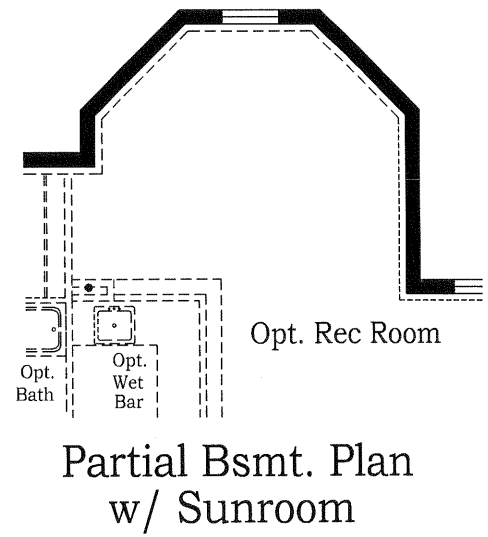 Opt. Rec Room
Opt.
Bath
Opt.
Wet
Bar
Partial Bsmt. Plan
w/ Sunroom